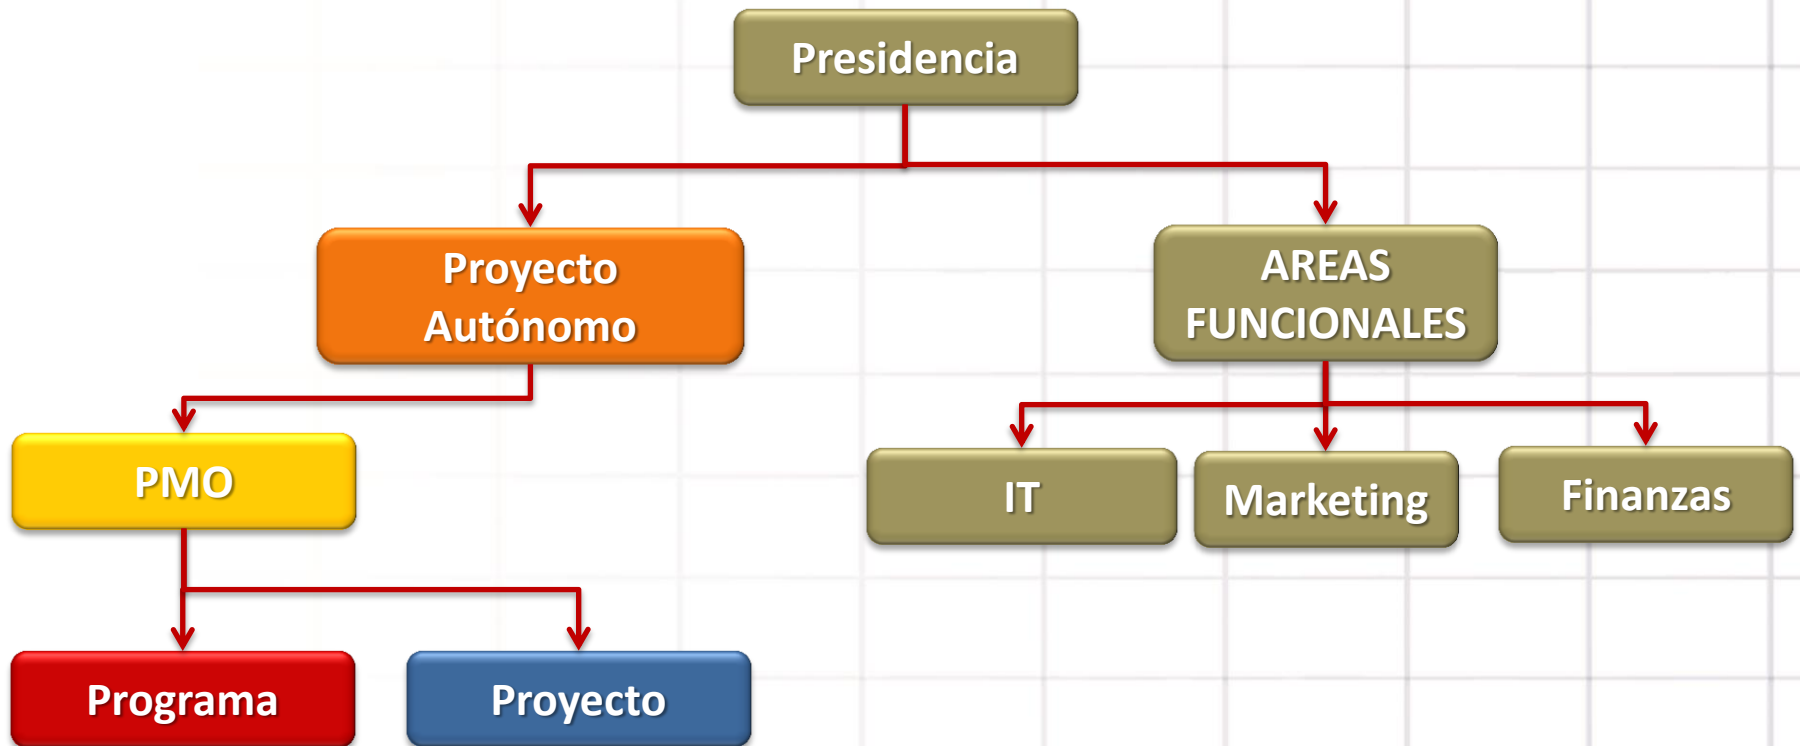 Presidencia
Proyecto
Autónomo
AREAS
FUNCIONALES
PMO
IT
Marketing
Finanzas
Programa
Proyecto